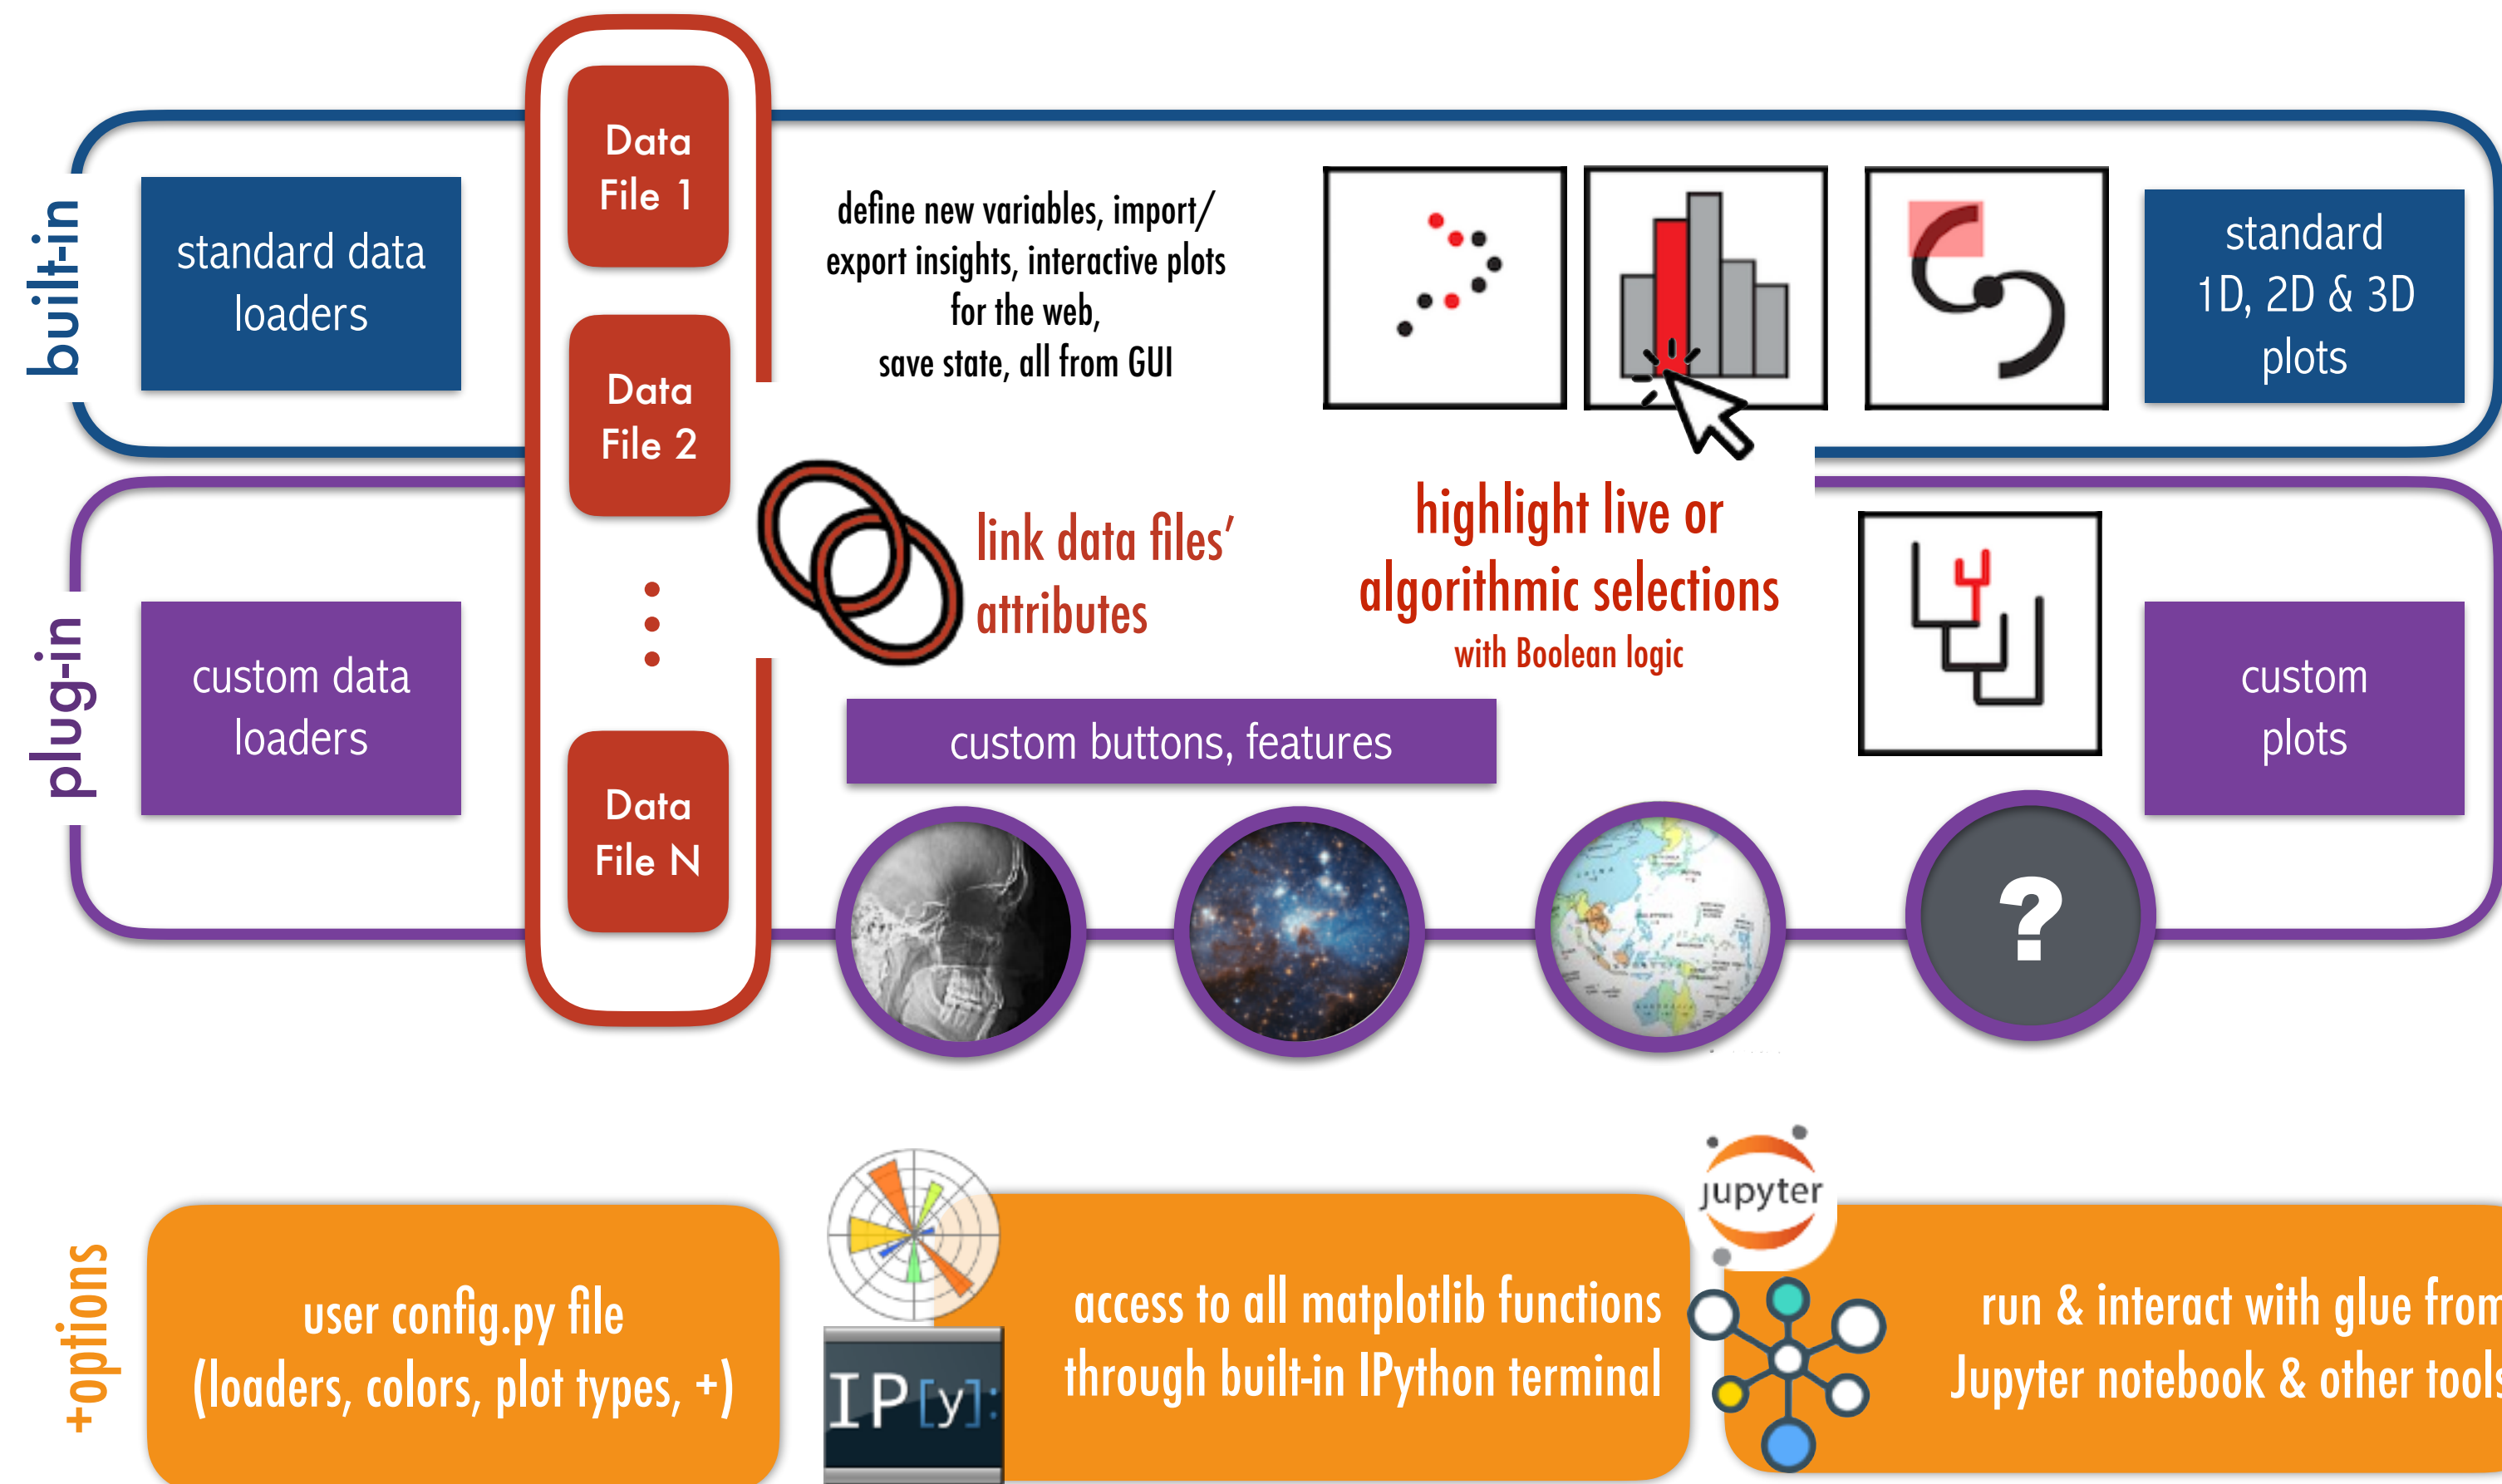 built-in
standard data
loaders
Data
File 1
Data
File 2
define new variables, import/
export insights, interactive plots
for the web,
save state, all from GUI
standard
1D, 2D & 3D
plots
link data files’
attributes
highlight live or
algorithmic selections
with Boolean logic
plug-in
custom data
loaders
Data
File N
custom buttons, features
custom
plots
CHINA
?
+options
user config.py file
(loaders, colors, plot types, +)
IP[y]:
access to all matplotlib functions
through built-in IPython terminal
jupyter
run & interact with glue from
Jupyter notebook & other tools